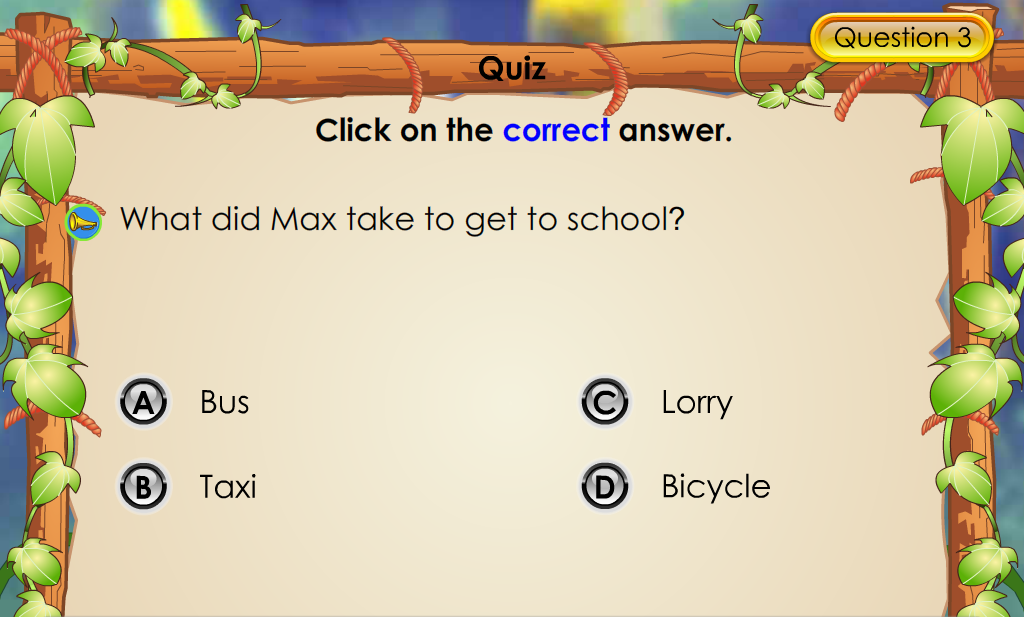 Question 3
Quiz
Click on the correct answer.
What did Max take to get to school?
A Bus
B Taxi
C Lorry
D Bicycle